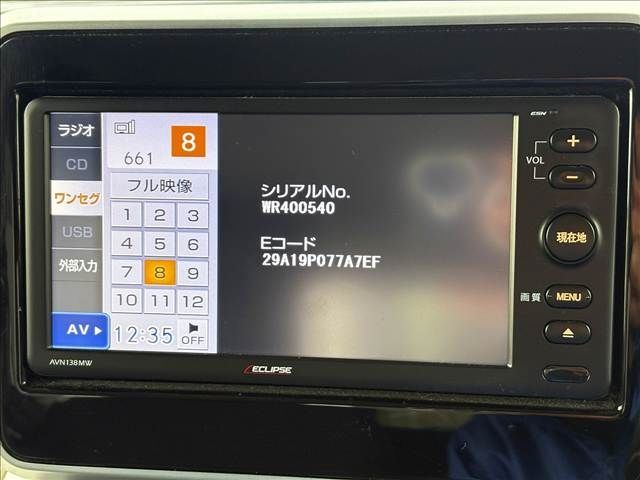 ESN
ラジオ
CD
ワンセグ
USB
外部入力
AV
661
8
フル映像
1 2 3
4 5 6
7 8 9
10 11 12
12:35
OFF
シリアルNo.
WR400540
Eコード
29A19P077A7EF
+
VOL
−
現在地
画質 MENU
AVN138MW
ECLIPSE